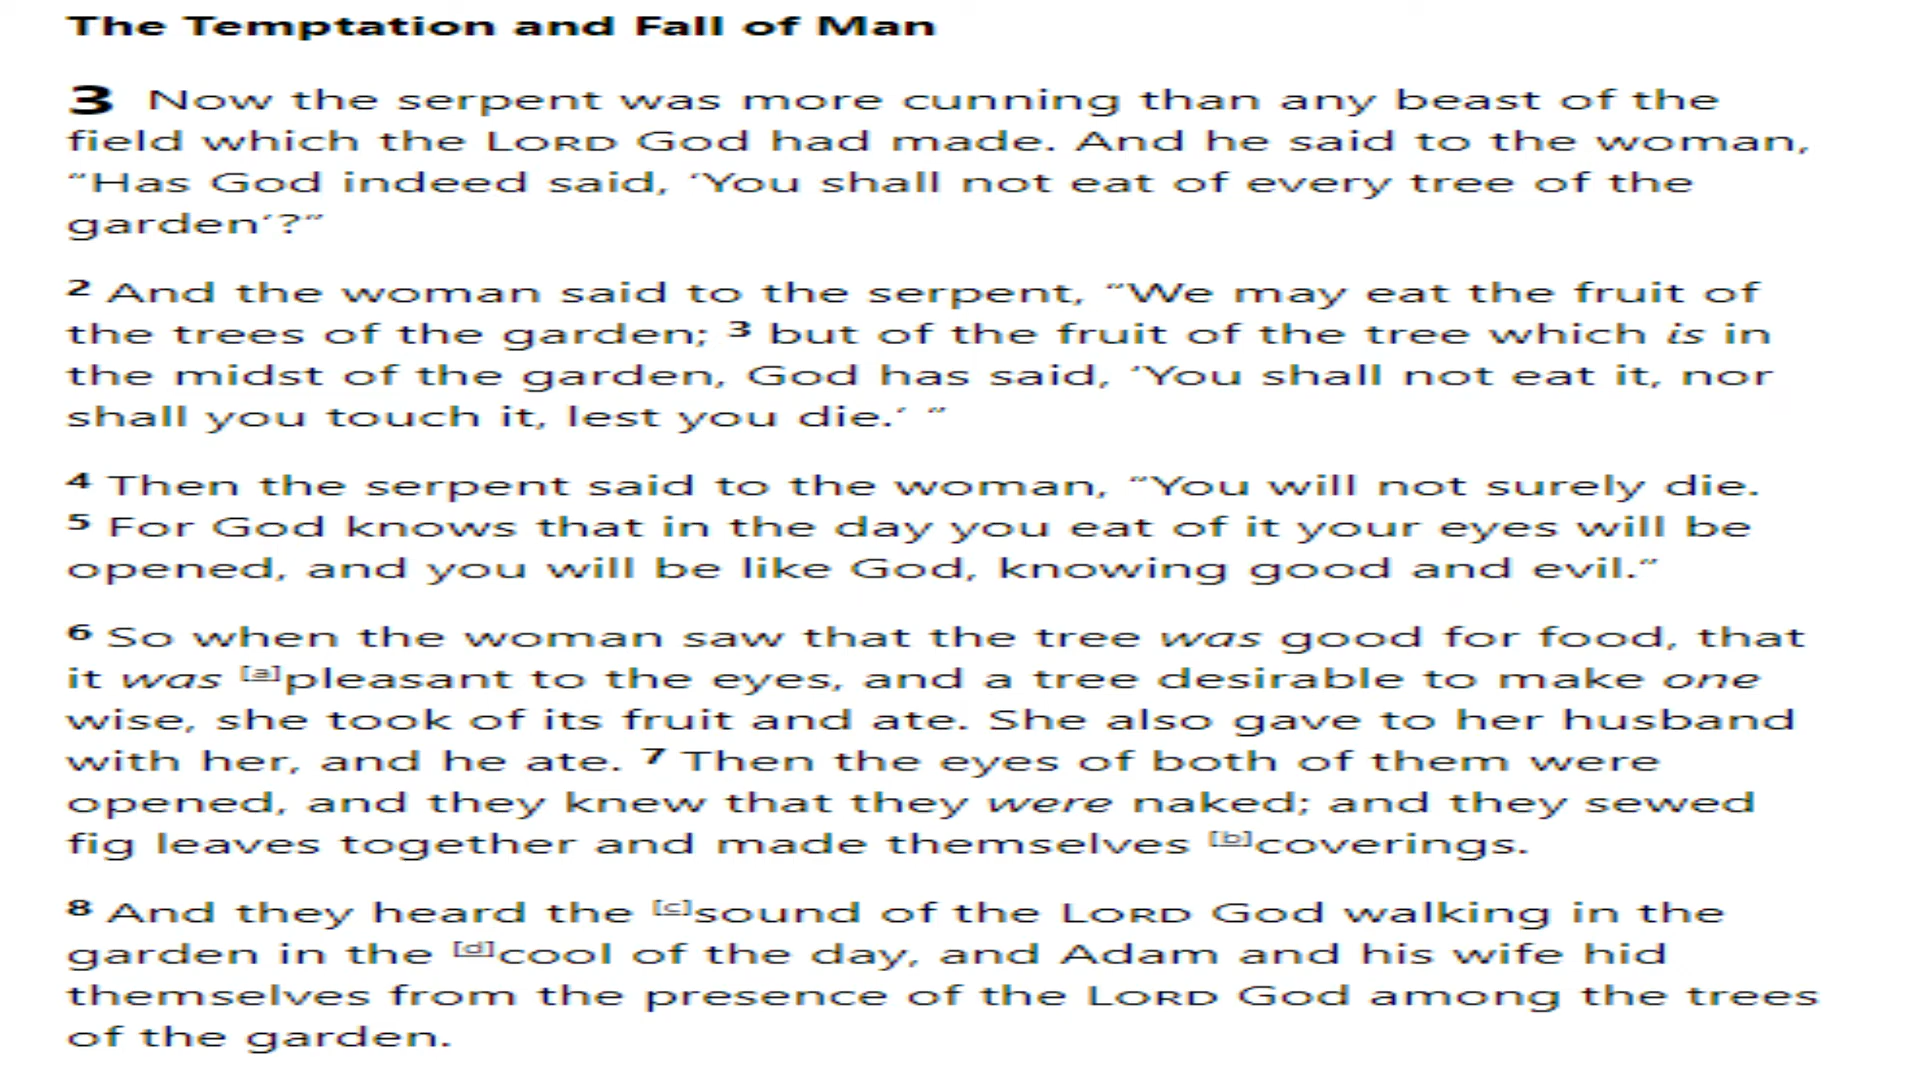 The Temptation and Fall of Man
3 Now the serpent was more cunning than any beast of the
field which the LORD God had made. And he said to the woman,
“Has God indeed said, ‘You shall not eat of every tree of the
garden’?”
2 And the woman said to the serpent, “We may eat the fruit of
the trees of the garden; 3 but of the fruit of the tree which is in
the midst of the garden, God has said, ‘You shall not eat it, nor
shall you touch it, lest you die.’ ”
4 Then the serpent said to the woman, “You will not surely die.
5 For God knows that in the day you eat of it your eyes will be
opened, and you will be like God, knowing good and evil.”
6 So when the woman saw that the tree was good for food, that
it was [a]pleasant to the eyes, and a tree desirable to make one
wise, she took of its fruit and ate. She also gave to her husband
with her, and he ate. 7 Then the eyes of both of them were
opened, and they knew that they were naked; and they sewed
fig leaves together and made themselves [b]coverings.
8 And they heard the [c]sound of the LORD God walking in the
garden in the [d]cool of the day, and Adam and his wife hid
themselves from the presence of the LORD God among the trees
of the garden.